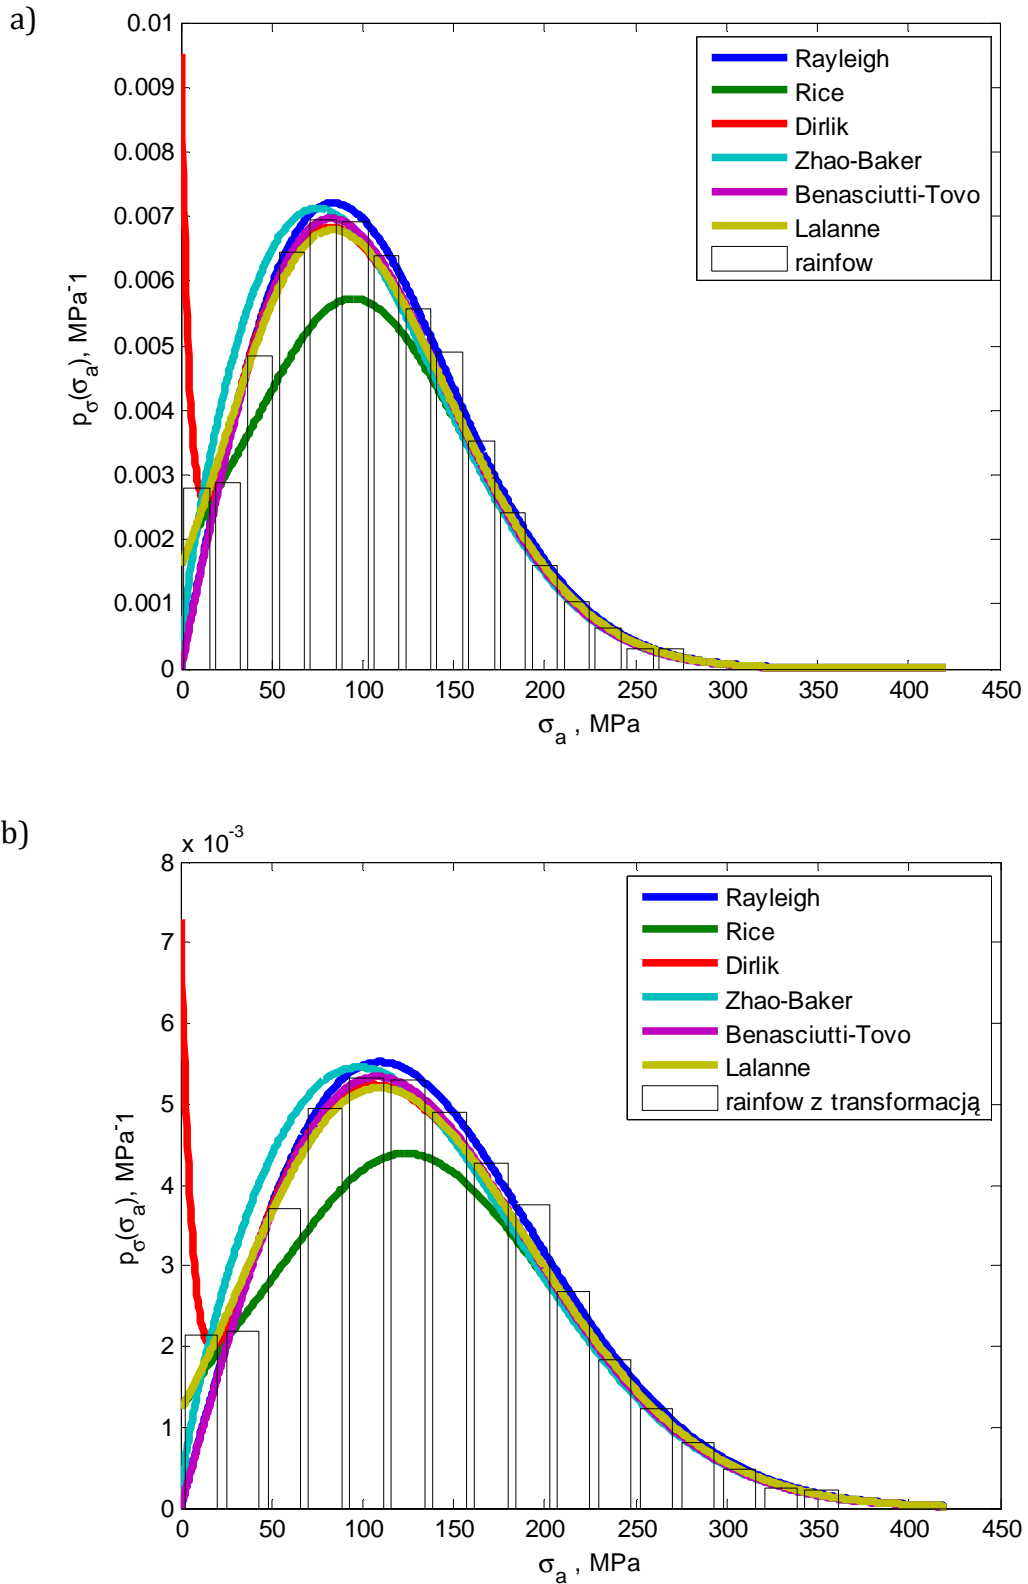 a)
0.01
0.009
0.008
0.007
0.006
0.005
0.004
0.003
0.002
0.001
0
pσ(σa), MPa-1
Rayleigh
Rice
Dirlik
Zhao-Baker
Benasciutti-Tovo
Lalanne
rainfow
0 50 100 150 200 250 300 350 400 450
σa , MPa
b)
x 10-3
8
7
6
5
4
3
2
1
0
pσ(σa), MPa-1
Rayleigh
Rice
Dirlik
Zhao-Baker
Benasciutti-Tovo
Lalanne
rainfow z transformacją
0 50 100 150 200 250 300 350 400 450
σa , MPa